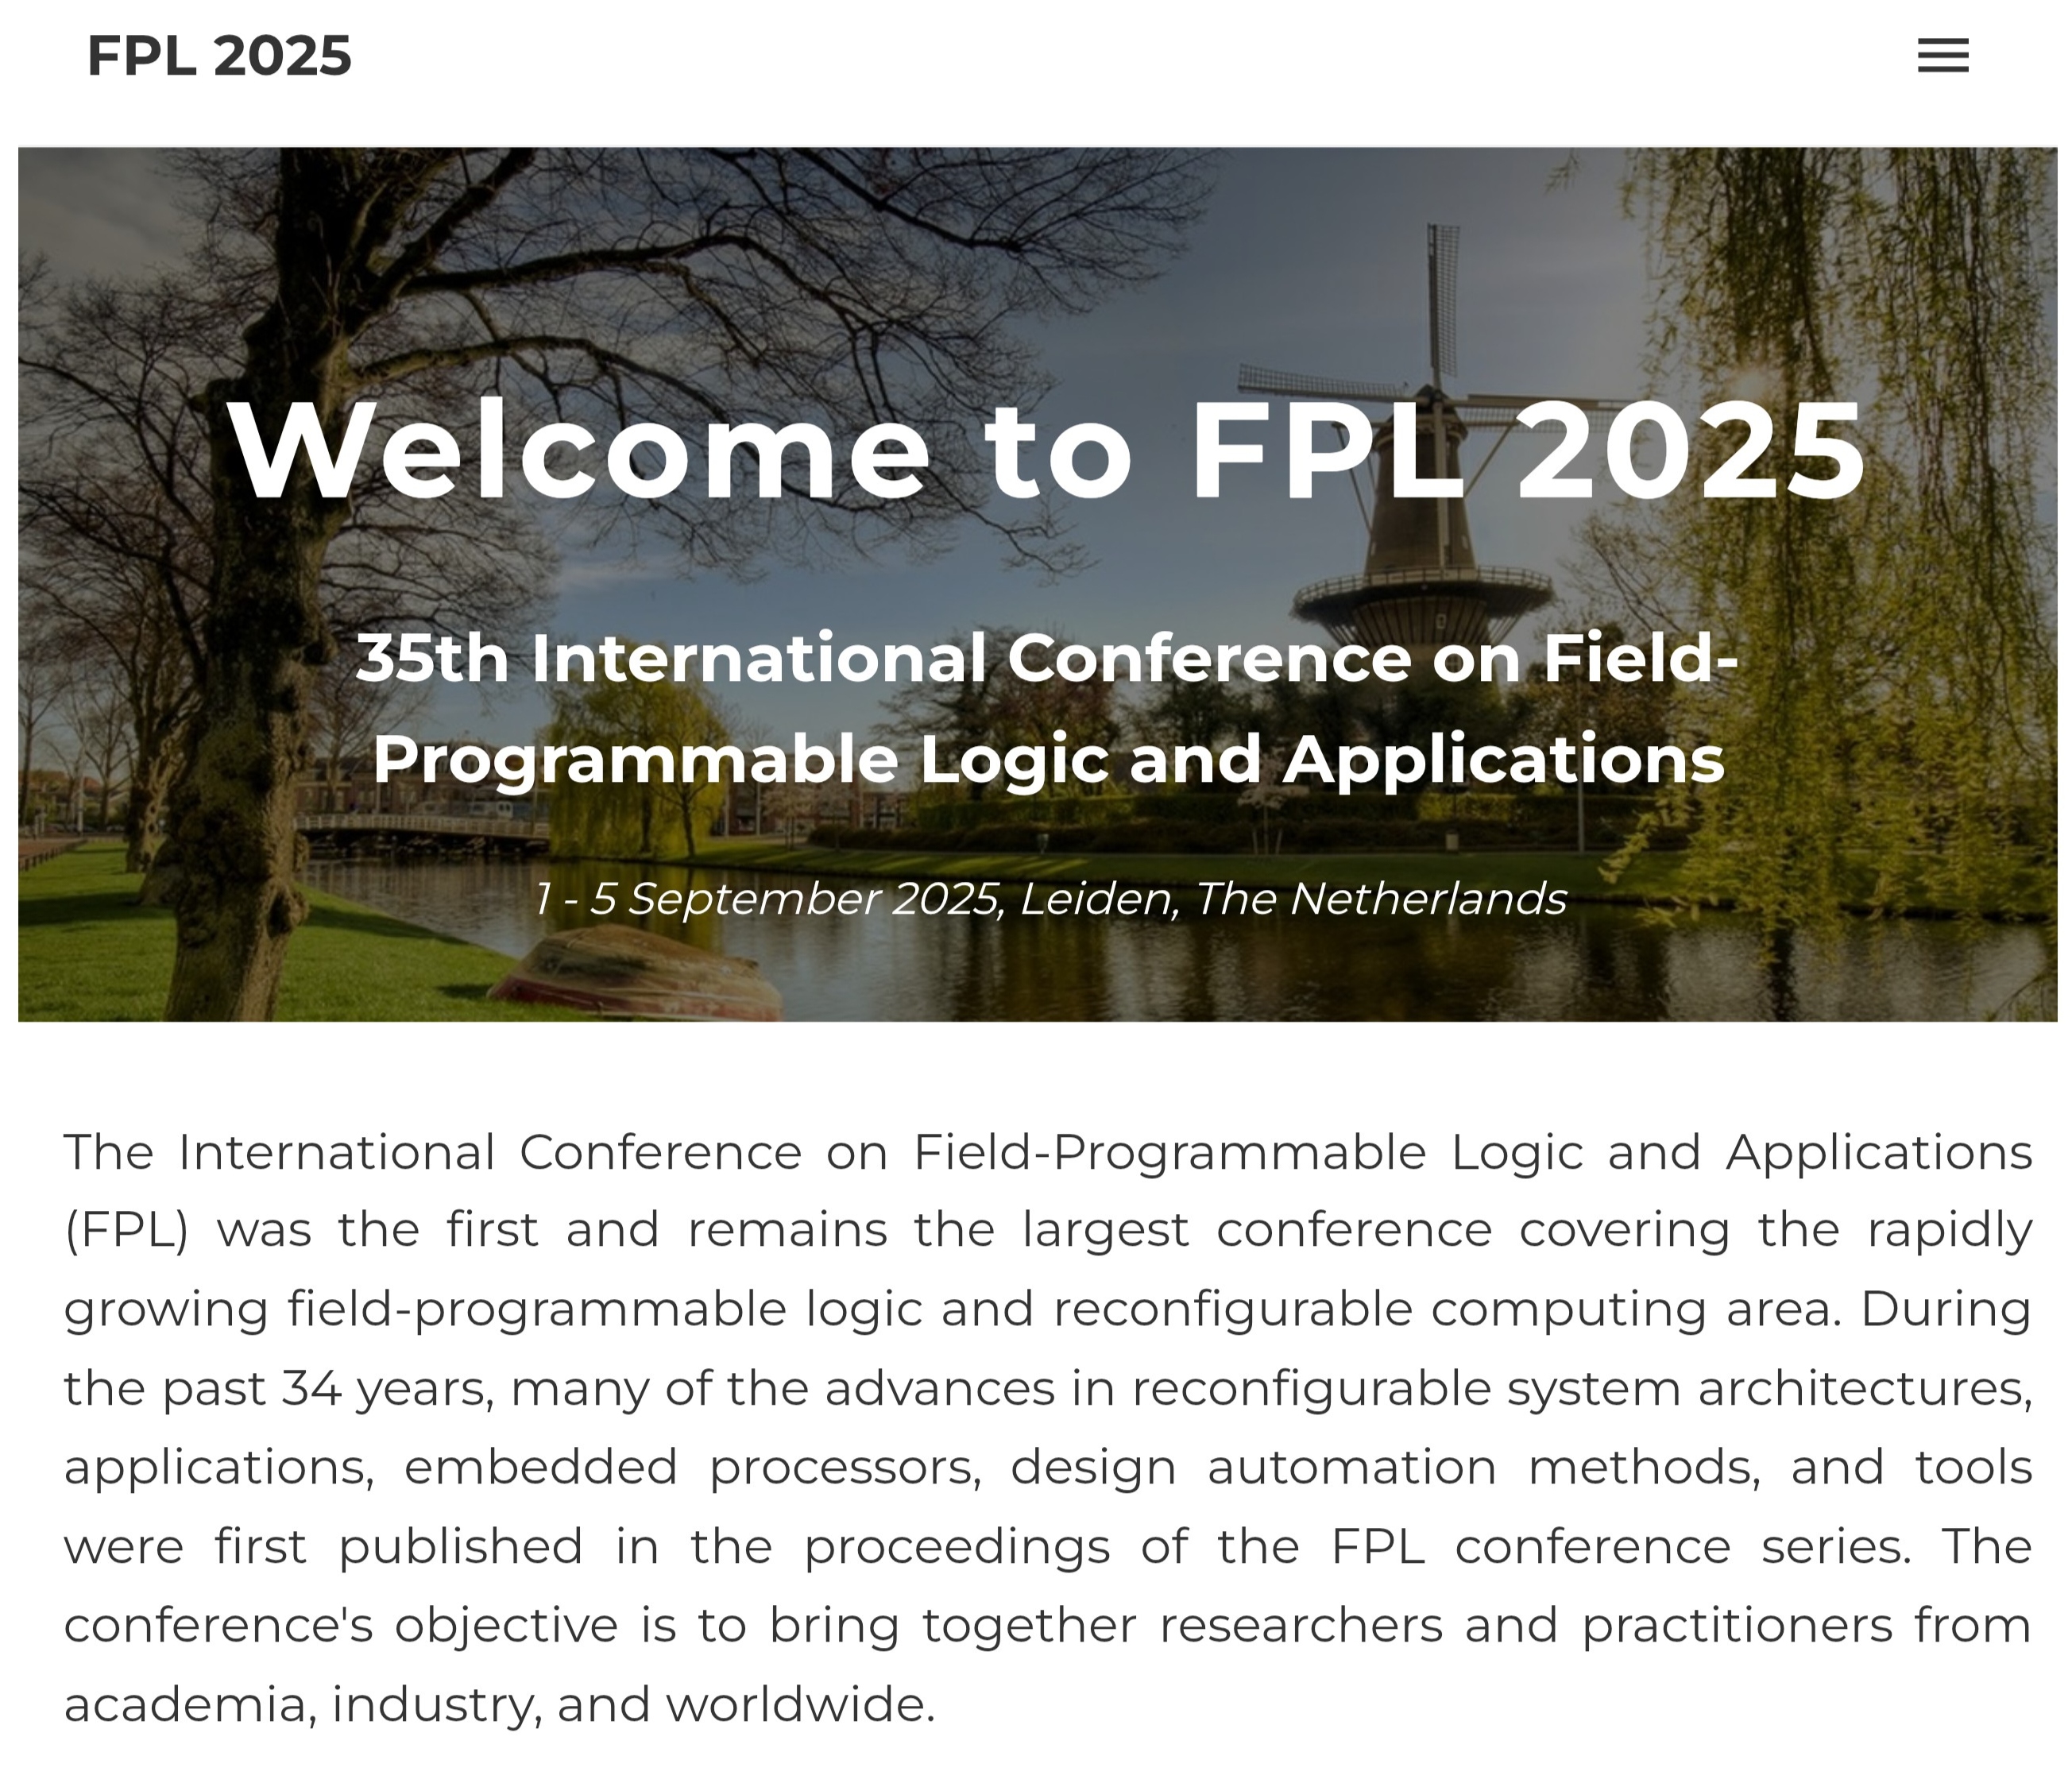 FPL 2025
Welcome to FPL 2025
35th International Conference on Field-
Programmable Logic and Applications
1 - 5 September 2025, Leiden, The Netherlands
The International Conference on Field-Programmable Logic and Applications
(FPL) was the first and remains the largest conference covering the rapidly
growing field-programmable logic and reconfigurable computing area. During
the past 34 years, many of the advances in reconfigurable system architectures,
applications, embedded processors, design automation methods, and tools
were first published in the proceedings of the FPL conference series. The
conference's objective is to bring together researchers and practitioners from
academia, industry, and worldwide.